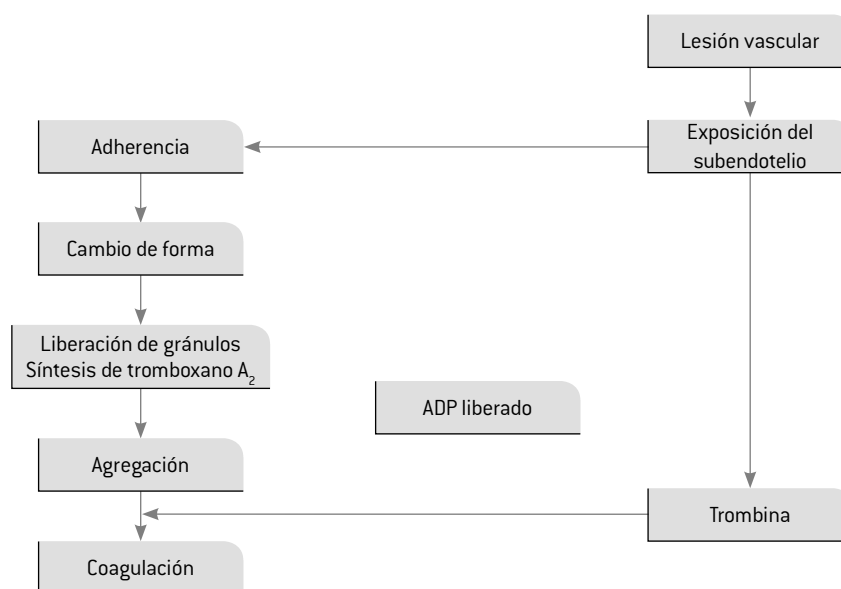 Lesión vascular
Exposición del
subendotelio
Adherencia
Cambio de forma
Liberación de gránulos
Síntesis de tromboxano A₂
ADP liberado
Agregación
Trombina
Coagulación